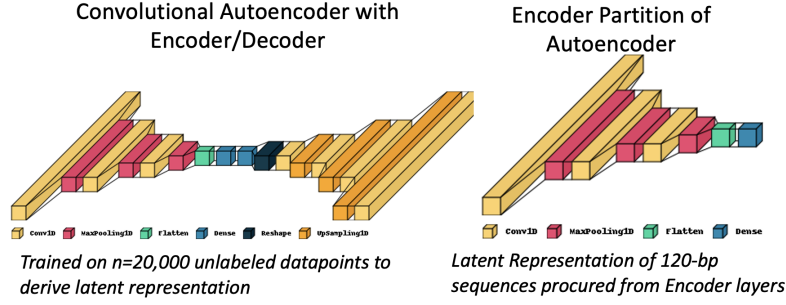 Convolutional Autoencoder with
Encoder/Decoder
Conv1D MaxPooling1D Flatten Dense Reshape UpSampling1D
Trained on n=20,000 unlabeled datapoints to
derive latent representation
Encoder Partition of
Autoencoder
Conv1D MaxPooling1D Flatten Dense
Latent Representation of 120-bp
sequences procured from Encoder layers